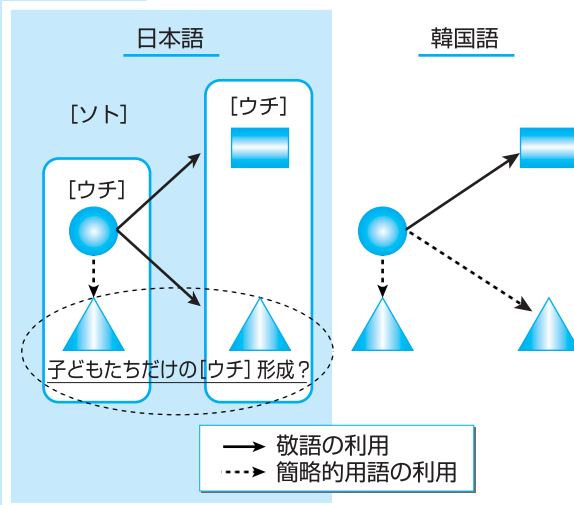 日本語
韓国語
[ソト]
[ウチ]
[ウチ]
子どもたちだけの[ウチ]形成？
敬語の利用
簡略的用語の利用